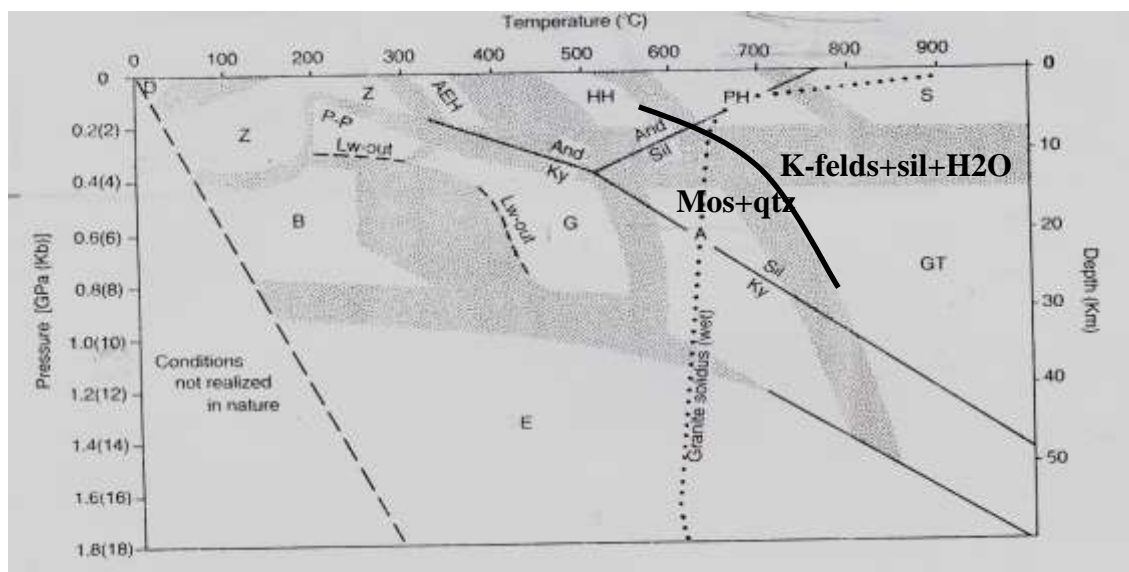 Temperature (°C)
0 100 200 300 400 500 600 700 800 900
0
0.2(2)
0.4(4)
0.6(6)
0.8(8)
1.0(10)
1.2(12)
1.4(14)
1.6(16)
1.8(18)
Pressure [GPa (Kb)]
0
10
20
30
40
50
Depth (Km)
D
Z
AEH
HH
PH
S
Z
P-P
Lw-out
And
Ky
And
Sil
K-felds+sil+H2O
Mos+qtz
B
Lw-out
G
A
Sil
Ky
GT
Granite solidus (wet)
Conditions
not realized
in nature
E